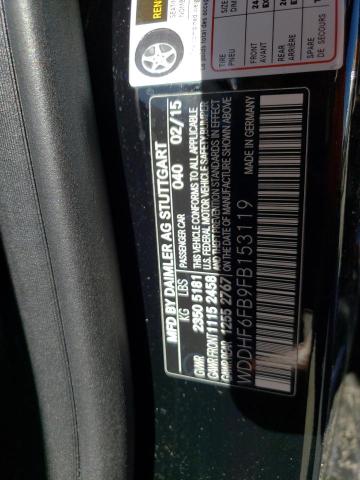 MFD BY DAIMLER AG STUTTGART
PASSENGER CAR 040 02/15
KG LBS
GVWR 2350 5181
GAWR FRONT 1115 2458
GAWR REAR 1255 2767
THIS VEHICLE CONFORMS TO ALL APPLICABLE
U.S. FEDERAL MOTOR VEHICLE SAFETY BUMPER
AND THEFT PREVENTION STANDARDS IN EFFECT
ON THE DATE OF MANUFACTURE
MADE IN GERMANY
WDDHF6FB9FB153119
TIRE
PNEU
SIZE
DIM
FRONT
AVANT
24
REAR
ARRIÈRE
SPARE
DE SECOURS